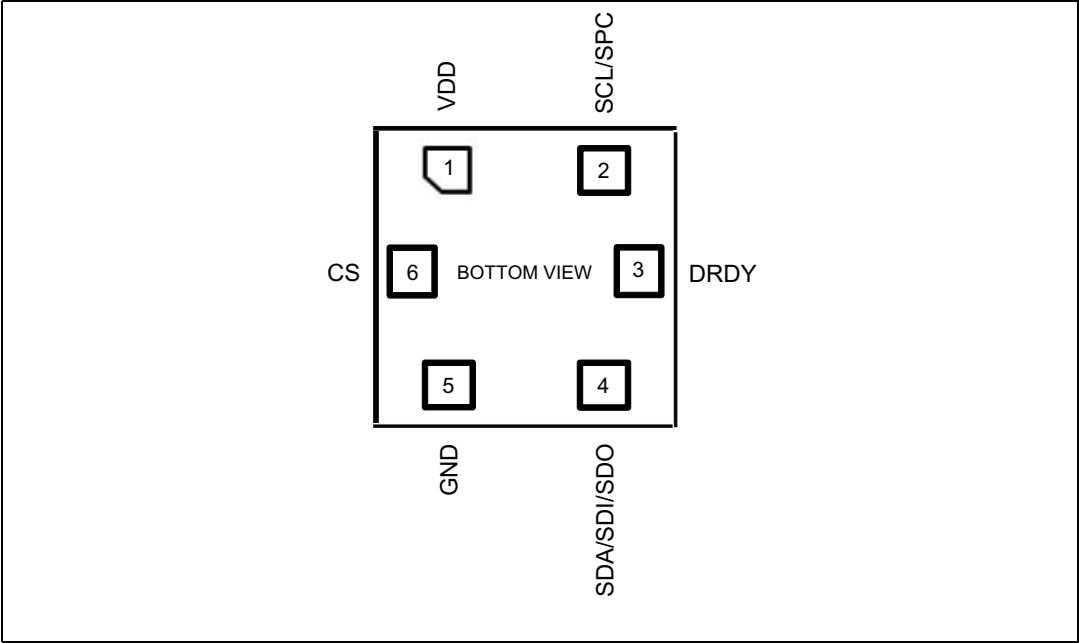 VDD
SCL/SPC
1
2
CS
6
BOTTOM VIEW
3
DRDY
5
4
GND
SDA/SDI/SDO